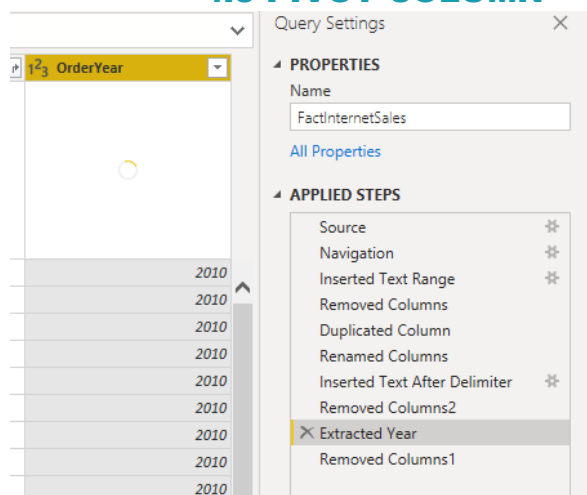 Query Settings
1²3 OrderYear
PROPERTIES
Name
FactInternetSales
All Properties
APPLIED STEPS
Source
Navigation
Inserted Text Range
Removed Columns
Duplicated Column
Renamed Columns
Inserted Text After Delimiter
Removed Columns2
Extracted Year
Removed Columns1
2010
2010
2010
2010
2010
2010
2010
2010
2010